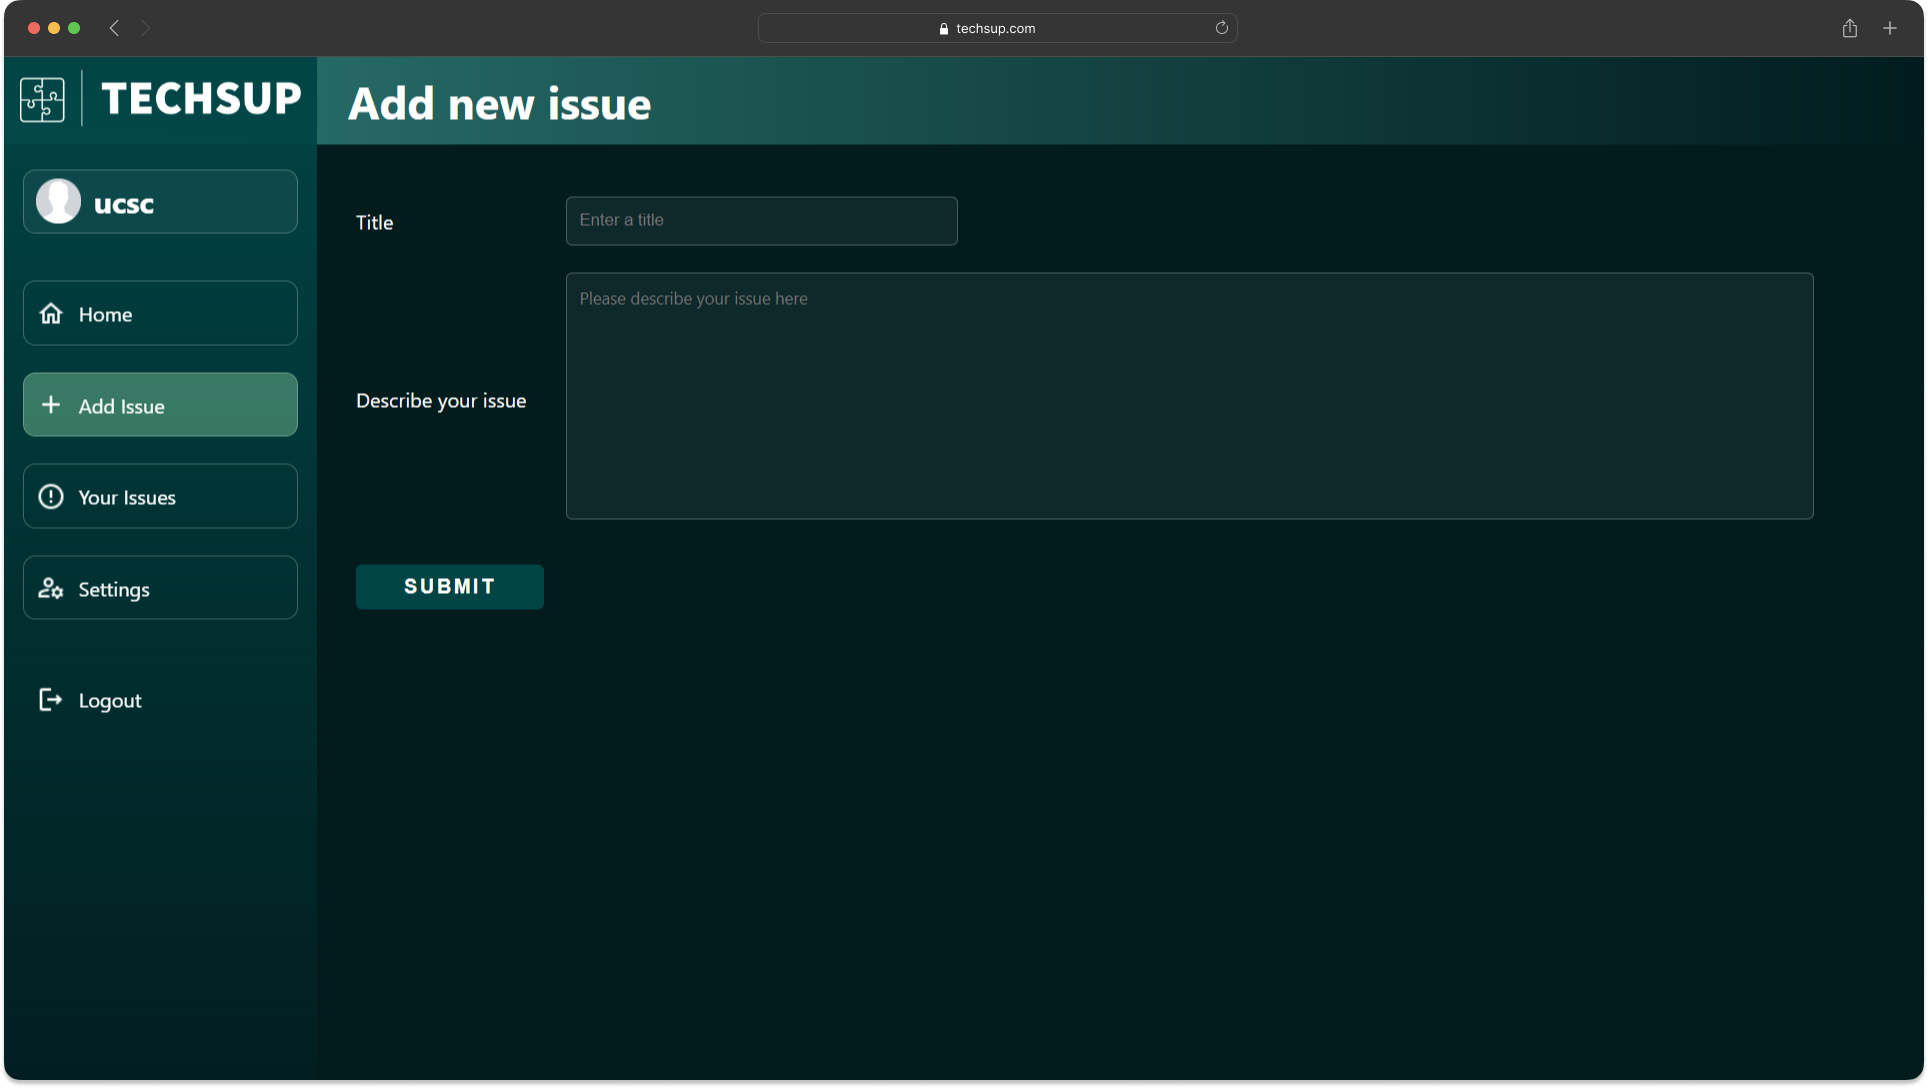 techsup.com
TECHSUP
Add new issue
ucsc
Title
Enter a title
Home
Please describe your issue here
Add Issue
Describe your issue
Your Issues
SUBMIT
Settings
Logout